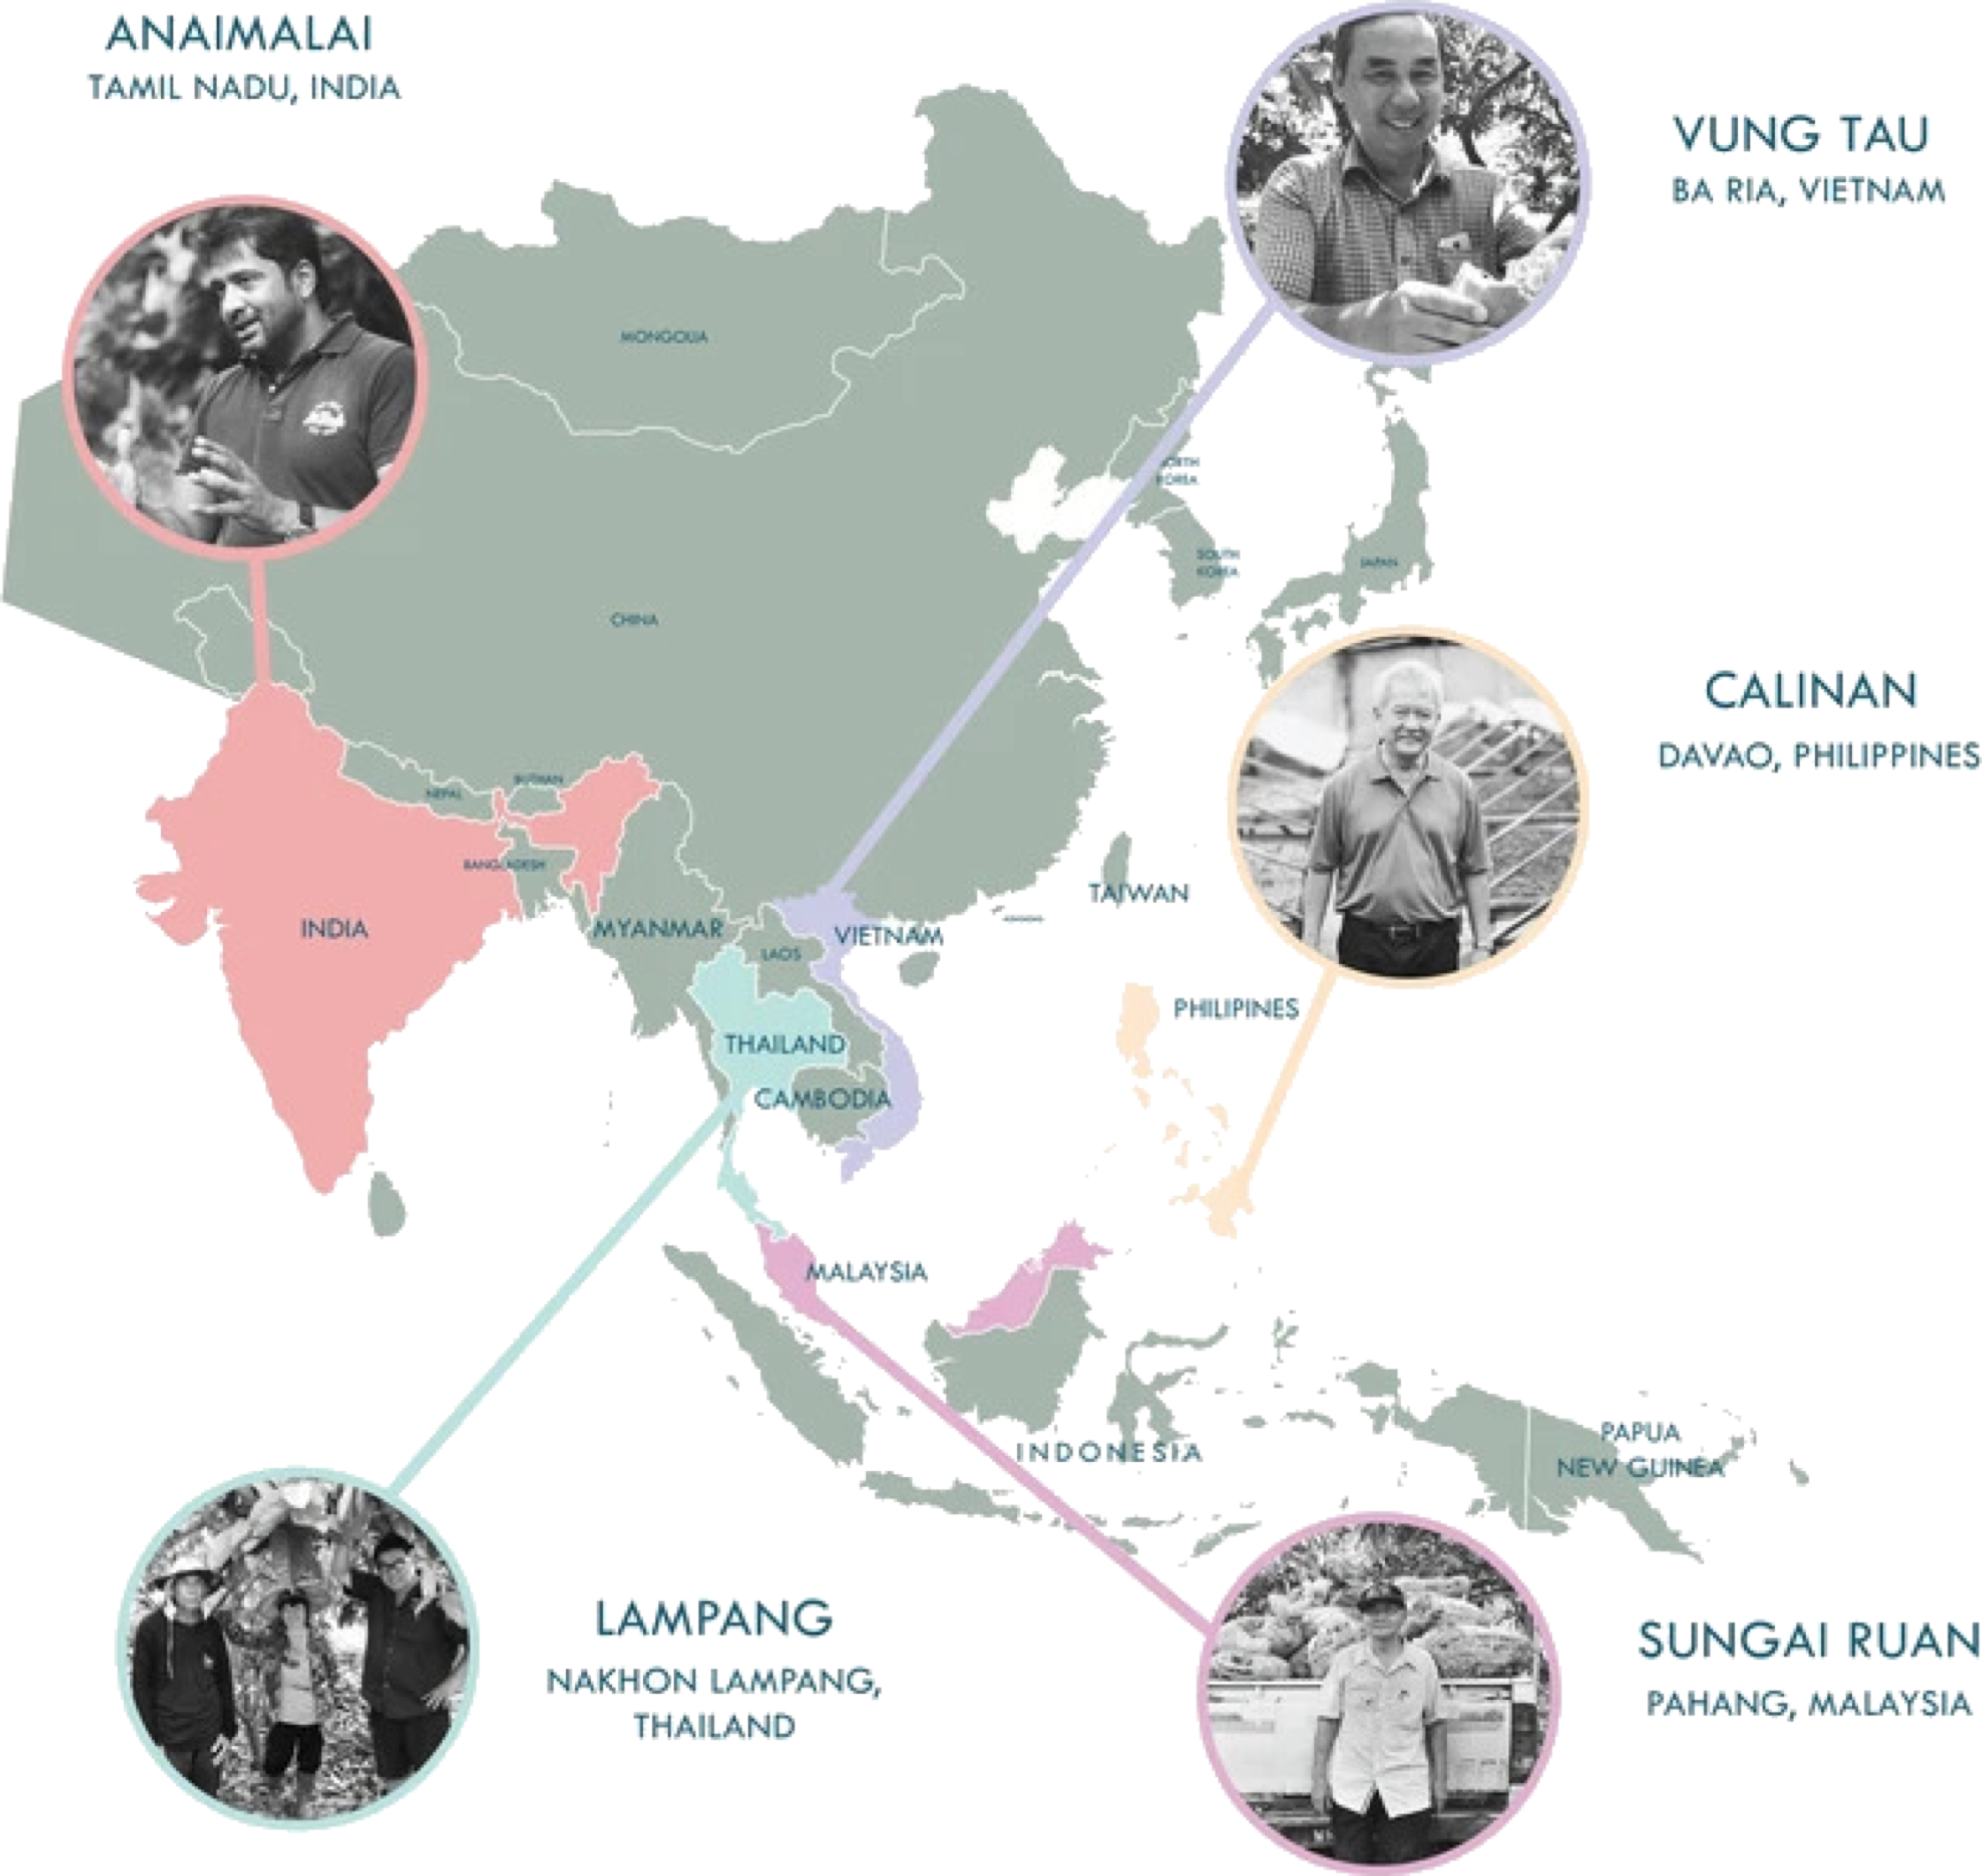 ANAIMALAI
TAMIL NADU, INDIA
VUNG TAU
BA RIA, VIETNAM
MONGOLIA
NORTH
KOREA
SOUTH
KOREA
JAPAN
CHINA
CALINAN
DAVAO, PHILIPPINES
BUTHAN
NEPAL
BANGLADESH
TAIWAN
INDIA
MYANMAR
VIETNAM
LAOS
PHILIPINES
THAILAND
CAMBODIA
MALAYSIA
INDONESIA
PAPUA
NEW GUINEA
LAMPANG
NAKHON LAMPANG,
THAILAND
SUNGAI RUAN
PAHANG, MALAYSIA